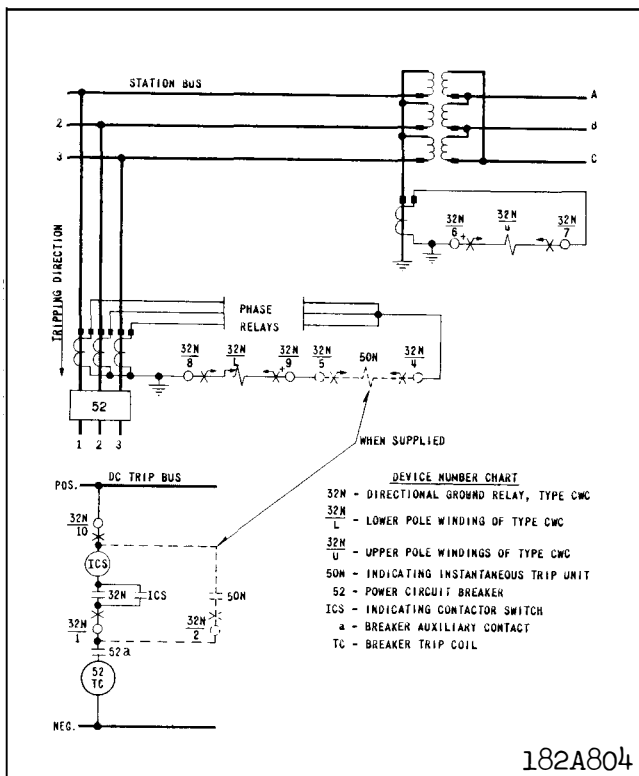 STATION BUS
A
2
B
3
C
32N
6
+
32N
u
32N
7
TRIPPING DIRECTION
PHASE
RELAYS
32N
8
32N
L
32N
+9
32N
5
50N
32N
4
52
1 2 3
WHEN SUPPLIED
DC TRIP BUS
POS.
32N
10
ICS
32N
ICS
50N
32N
1
32N
2
52a
52
TC
NEG.
DEVICE NUMBER CHART
32N - DIRECTIONAL GROUND RELAY, TYPE CWC
32N
L - LOWER POLE WINDING OF TYPE CWC
32N
U - UPPER POLE WINDINGS OF TYPE CWC
50N - INDICATING INSTANTANEOUS TRIP UNIT
52 - POWER CIRCUIT BREAKER
ICS - INDICATING CONTACTOR SWITCH
a - BREAKER AUXILIARY CONTACT
TC - BREAKER TRIP COIL
182A804